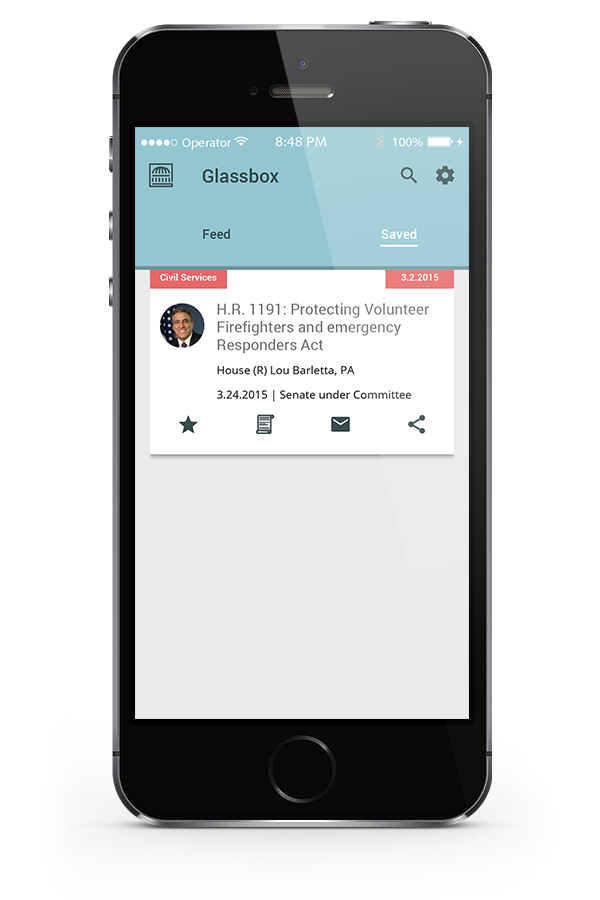 Operator 8:48 PM 100%
Glassbox
Feed Saved
Civil Services 3.2.2015
H.R. 1191: Protecting Volunteer
Firefighters and emergency
Responders Act
House (R) Lou Barletta, PA
3.24.2015 | Senate under Committee